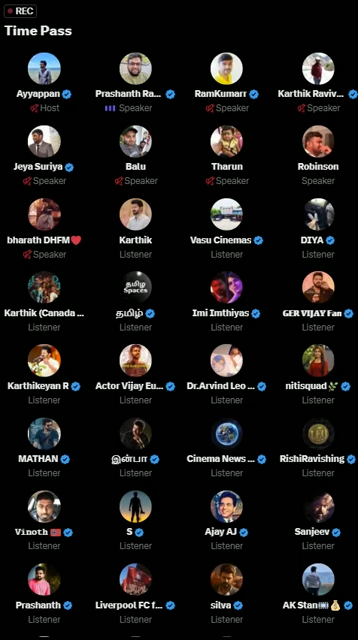 REC
Time Pass
Ayyappan Prashanth Ra... RamKumarr Karthik Raviv...
Host Speaker Speaker Speaker
Jeya Suriya Balu Tharun Robinson
Speaker Speaker Speaker Speaker
bharath DHFM❤️ Karthik Vasu Cinemas DIYA
Speaker Listener Listener Listener
தமிழ்
Spaces
Karthik (Canada ... தமிழ் Imi Imthiyas GER VIJAY Fan
Listener Listener Listener Listener
Karthikeyan R Actor Vijay Eu... Dr.Arvind Leo ... nitisquad🌿
Listener Listener Listener Listener
MATHAN இன்பா Cinema News ... RishiRavishing
Listener Listener Listener Listener
Vinoth S Ajay AJ Sanjeev
Listener Listener Listener Listener
Prashanth Liverpool FC f... silva AK Stan🎟️💰
Listener Listener Listener Listener